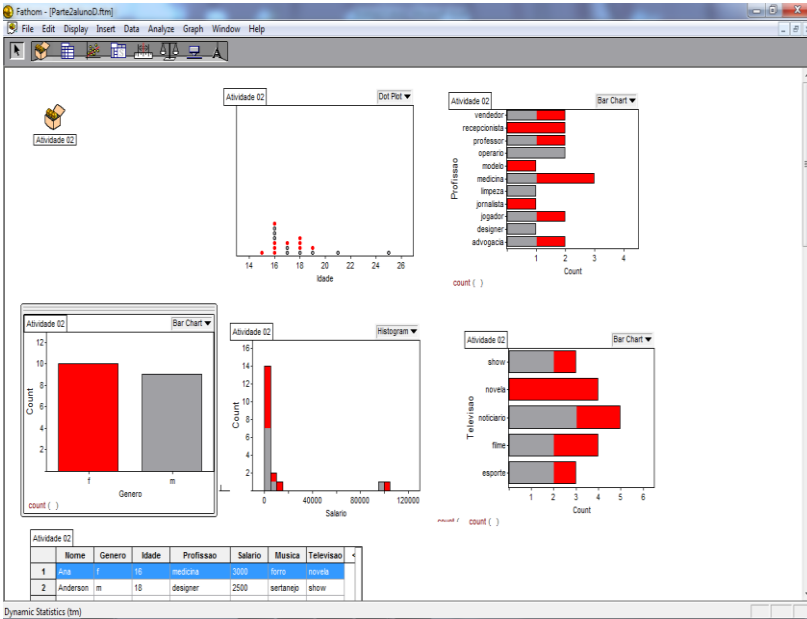 Fathom - [Parte2alunoD.ftm]
File Edit Display Insert Data Analyze Graph Window Help
Atividade 02
Atividade 02 Dot Plot
14 16 18 20 22 24 26
Idade
Atividade 02 Bar Chart
Profissao
vendedor
recepcionista
professor
operario
modelo
medicina
limpeza
jornalista
jogador
designer
advogacia
1 2 3 4
Count
count ( )
Atividade 02 Bar Chart
Count
12
10
8
6
4
2
f m
Genero
count ( )
Atividade 02 Histogram
Count
16
14
12
10
8
6
4
2
0 40000 80000 120000
Salario
Atividade 02 Bar Chart
Televisao
show
novela
noticiario
filme
esporte
1 2 3 4 5 6
Count
count ( )
Atividade 02
Nome Genero Idade Profissao Salario Musica Televisao
1 Ana f 16 medicina 3000 forro novela
2 Anderson m 18 designer 2500 sertanejo show
Dynamic Statistics (tm)